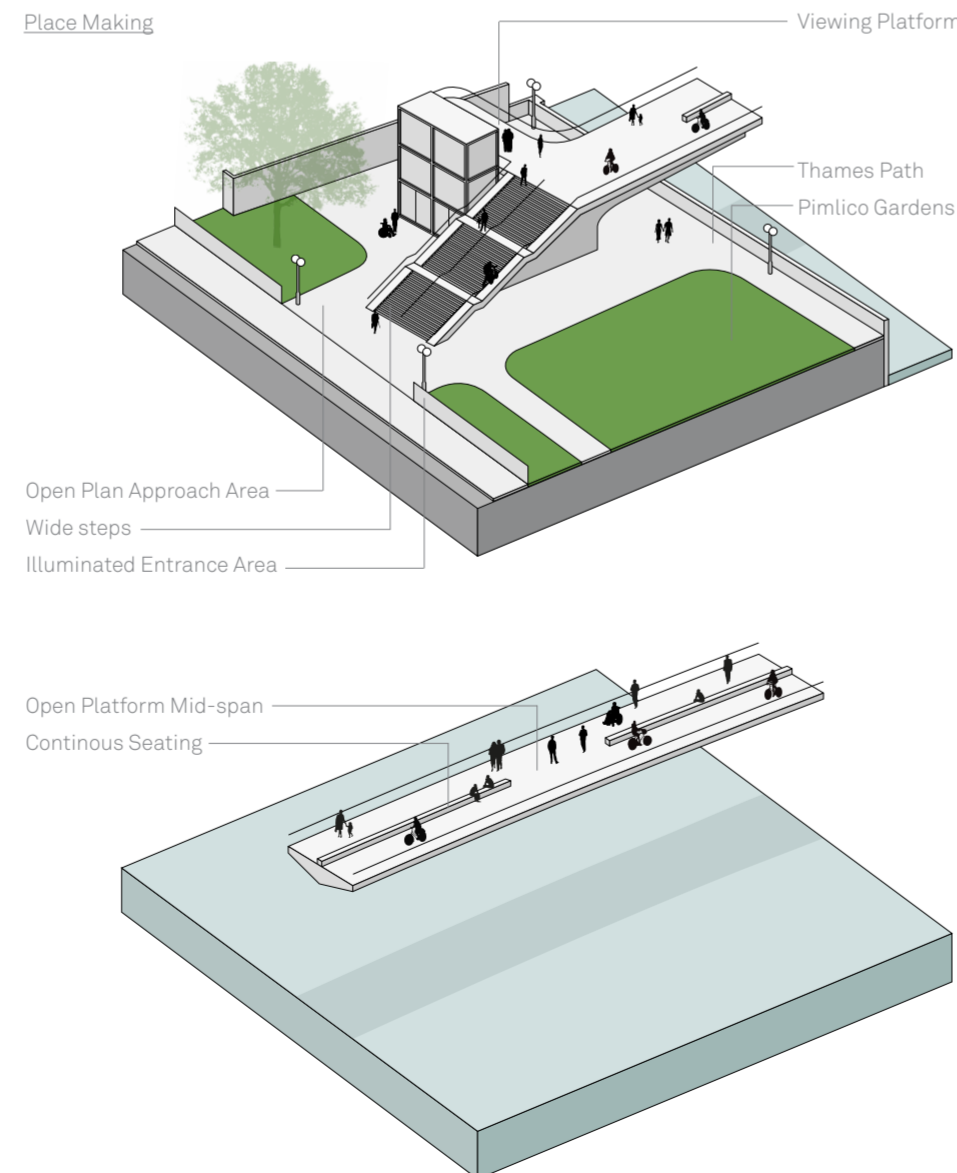 Place Making
Viewing Platform
Thames Path
Pimlico Gardens
Open Plan Approach Area
Wide steps
Illuminated Entrance Area
Open Platform Mid-span
Continous Seating